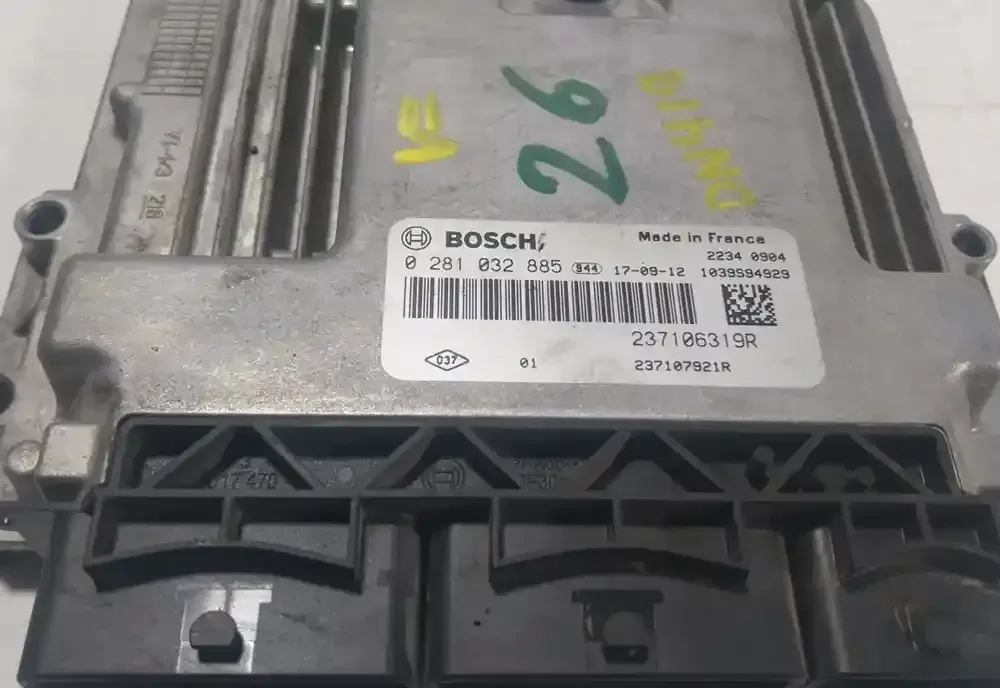 26
BOSCH
Made in France
2234 0904
0 281 032 885 S44 17-09-12 1039S94929
237106319R
037 01 237107921R